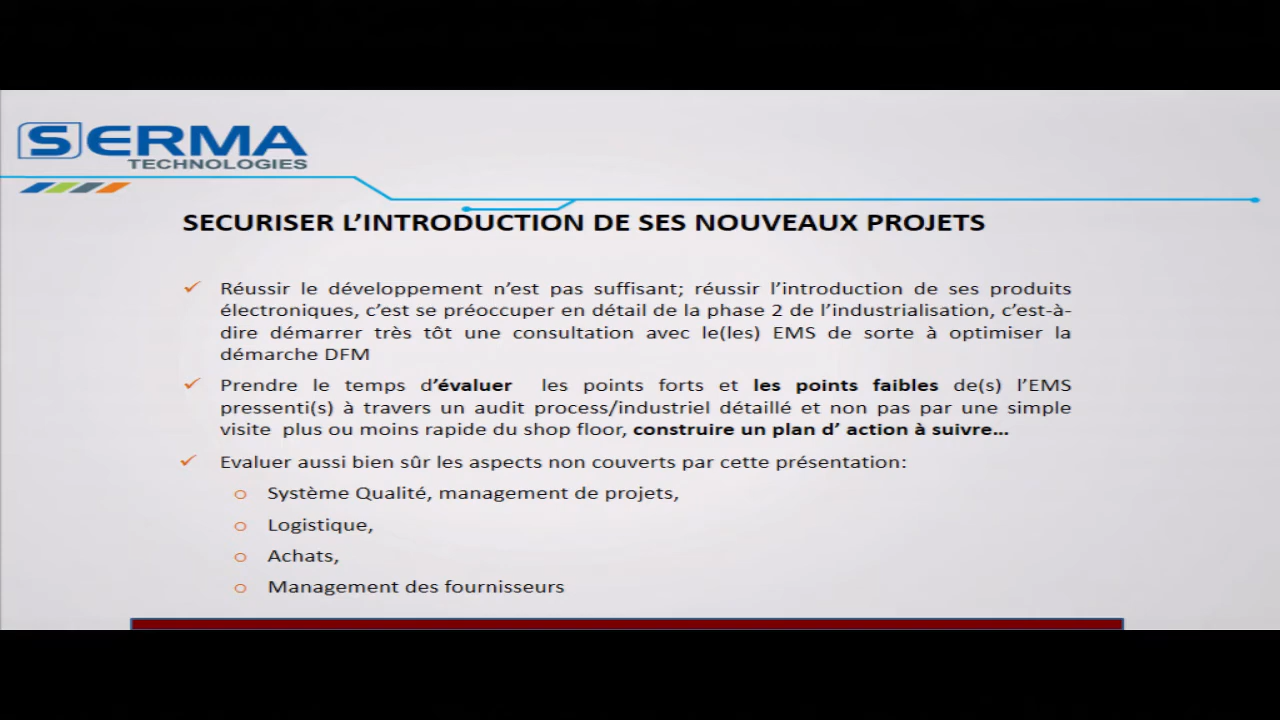 SERMA
TECHNOLOGIES
SECURISER L’INTRODUCTION DE SES NOUVEAUX PROJETS
✓ Réussir le développement n’est pas suffisant; réussir l’introduction de ses produits
électroniques, c’est se préoccuper en détail de la phase 2 de l’industrialisation, c’est-à-
dire démarrer très tôt une consultation avec le(les) EMS de sorte à optimiser la
démarche DFM
✓ Prendre le temps d’évaluer les points forts et les points faibles de(s) l’EMS
pressenti(s) à travers un audit process/industriel détaillé et non pas par une simple
visite plus ou moins rapide du shop floor, construire un plan d’ action à suivre…
✓ Evaluer aussi bien sûr les aspects non couverts par cette présentation:
o Système Qualité, management de projets,
o Logistique,
o Achats,
o Management des fournisseurs